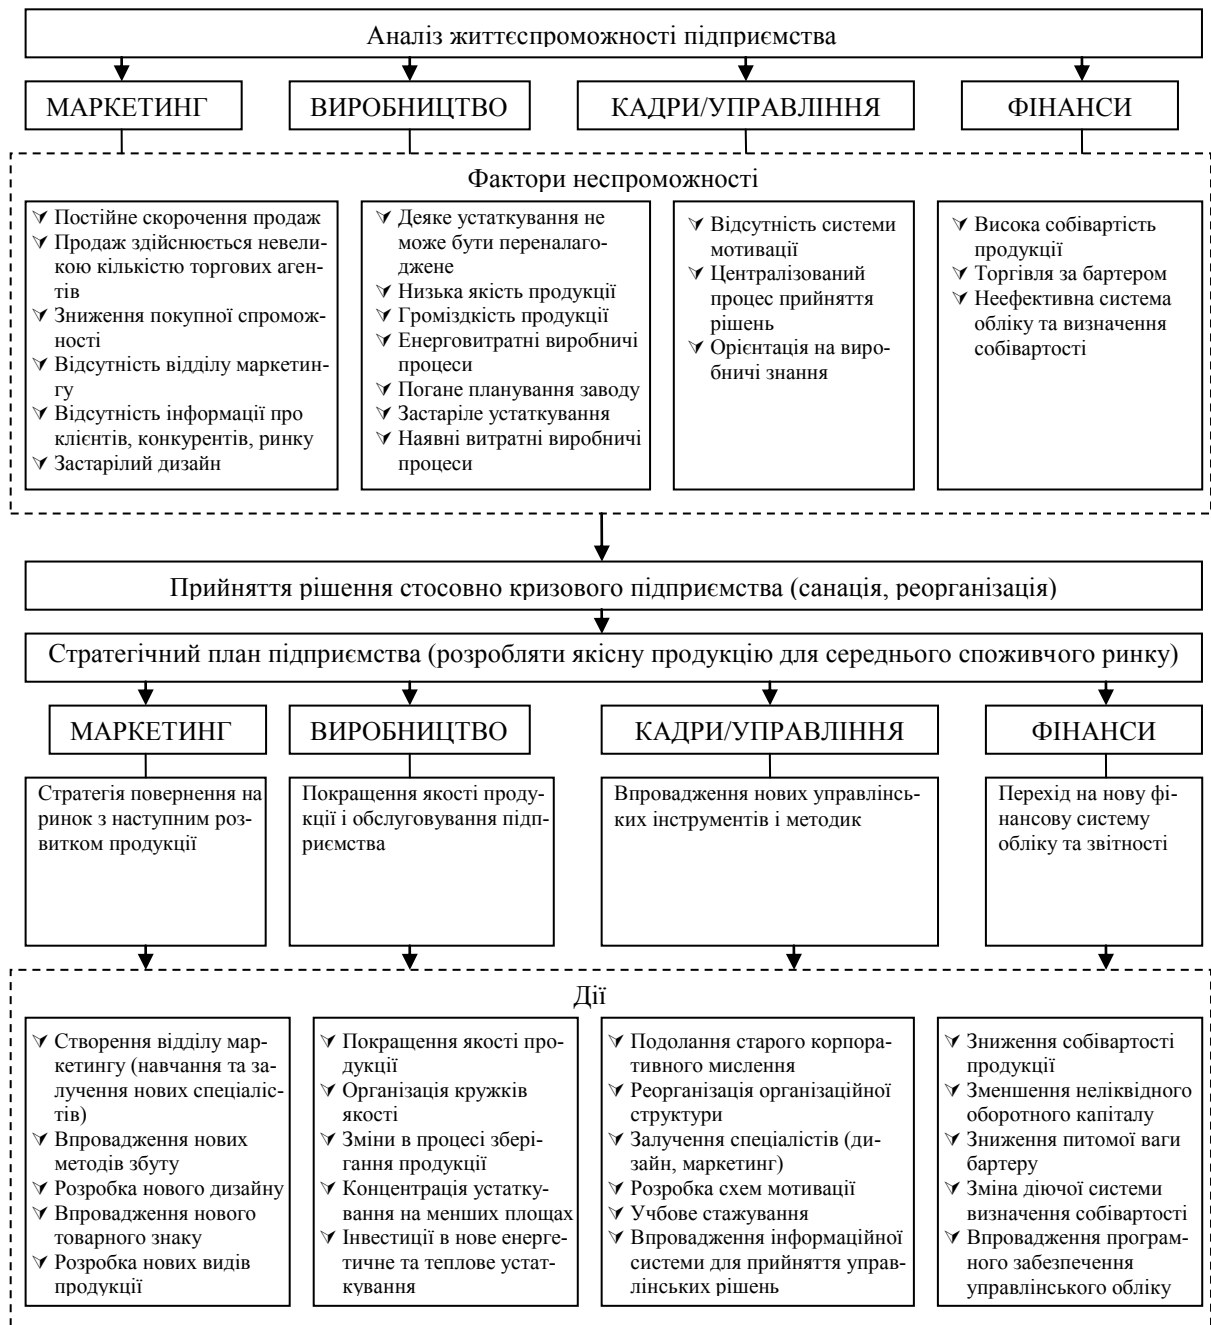 Аналіз життєспроможності підприємства
МАРКЕТИНГ
ВИРОБНИЦТВО
КАДРИ/УПРАВЛІННЯ
ФІНАНСИ
Фактори неспроможності
Постійне скорочення продаж
Продаж здійснюється невели-
кою кількістю торгових аген-
тів
Зниження покупної спромож-
ності
Відсутність відділу маркетин-
гу
Відсутність інформації про
клієнтів, конкурентів, ринку
Застарілий дизайн
Деяке устаткування не
може бути переналаго-
джене
Низька якість продукції
Громіздкість продукції
Енерговитратні виробничі
процеси
Погане планування заводу
Застаріле устаткування
Наявні витратні виробничі
процеси
Відсутність системи
мотивації
Централізований
процес прийняття
рішень
Орієнтація на виро-
бничі знання
Висока собівартість
продукції
Торгівля за бартером
Неефективна система
обліку та визначення
собівартості
Прийняття рішення стосовно кризового підприємства (санація, реорганізація)
Стратегічний план підприємства (розробляти якісну продукцію для середнього споживчого ринку)
МАРКЕТИНГ
ВИРОБНИЦТВО
КАДРИ/УПРАВЛІННЯ
ФІНАНСИ
Стратегія повернення на
ринок з наступним роз-
витком продукції
Покращення якості проду-
кції і обслуговування підп-
риємства
Впровадження нових управлінсь-
ких інструментів і методик
Перехід на нову фі-
нансову систему
обліку та звітності
Дії
Створення відділу мар-
кетингу (навчання та за-
лучення нових спеціаліс-
тів)
Впровадження нових
методів збуту
Розробка нового дизайну
Впровадження нового
товарного знаку
Розробка нових видів
продукції
Покращення якості про-
дукції
Організація кружків
якості
Зміни в процесі збері-
гання продукції
Концентрація устатку-
вання на менших площах
Інвестиції в нове енерге-
тичне та теплове устат-
кування
Подолання старого корпора-
тивного мислення
Реорганізація організаційної
структури
Залучення спеціалістів (ди-
зайн, маркетинг)
Розробка схем мотивації
Учбове стажування
Впровадження інформаційної
системи для прийняття управ-
лінських рішень
Зниження собівартості
продукції
Зменшення неліквідного
оборотного капіталу
Зниження питомої ваги
бартеру
Зміна діючої системи
визначення собівартості
Впровадження програм-
ного забезпечення
управлінського обліку